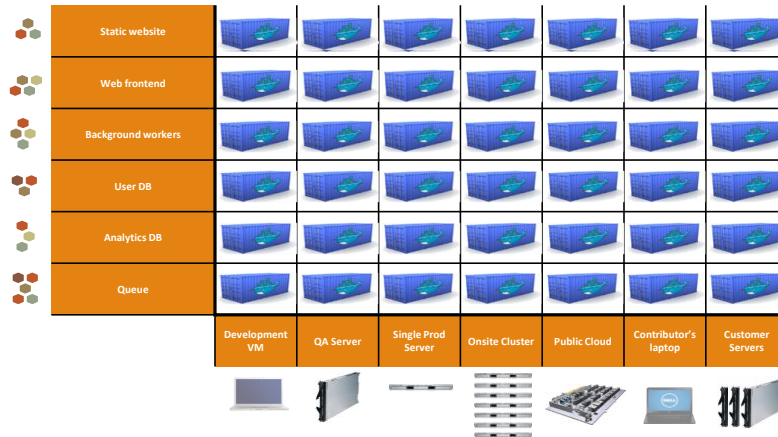 Static website
Web frontend
Background workers
User DB
Analytics DB
Queue
Development
VM
QA Server
Single Prod
Server
Onsite Cluster
Public Cloud
Contributor's
laptop
Customer
Servers
DELL